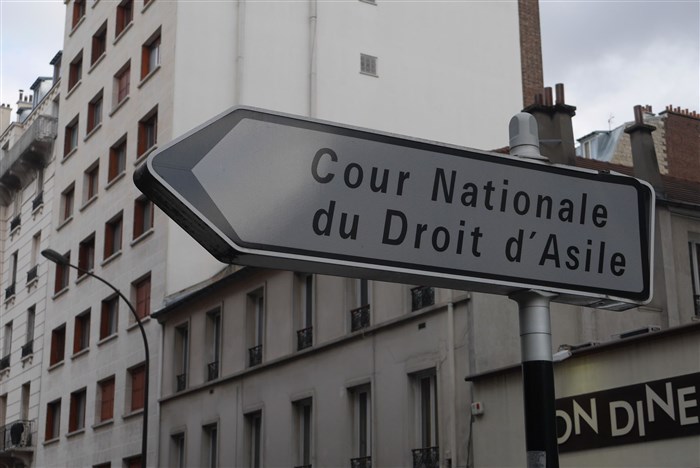 Cour Nationale
du Droit d'Asile
ON DINE